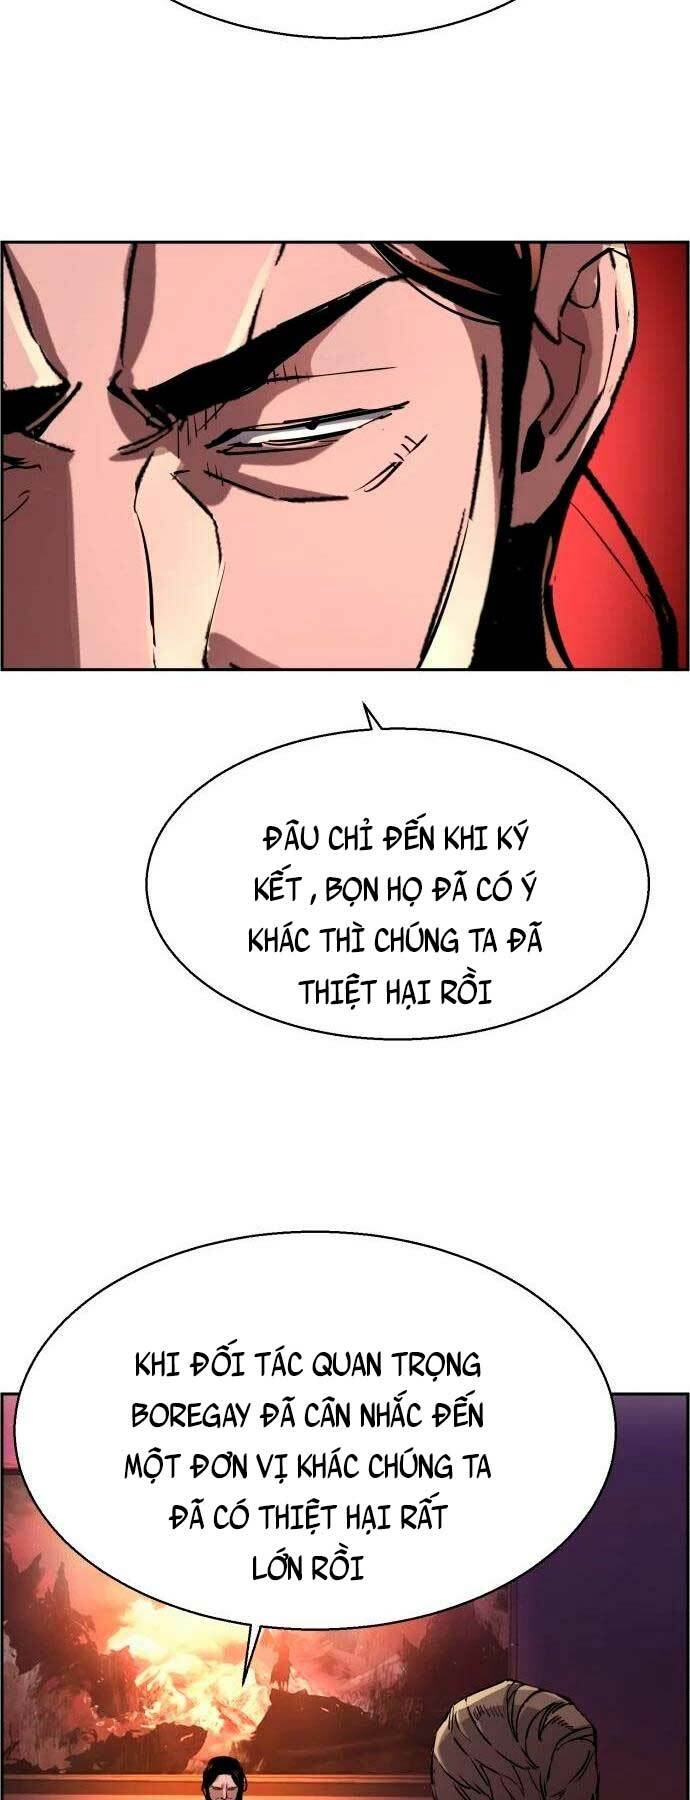 ĐÂU CHỈ ĐẾN KHI KÝ
KẾT , BỌN HỌ ĐÃ CÓ Ý
KHÁC THÌ CHÚNG TA ĐÃ
THIỆT HẠI RỒI
KHI ĐỐI TÁC QUAN TRỌNG
BOREGAY ĐÃ CÂN NHẮC ĐẾN
MỘT ĐƠN VỊ KHÁC CHÚNG TA
ĐÃ CÓ THIỆT HẠI RẤT
LỚN RỒI